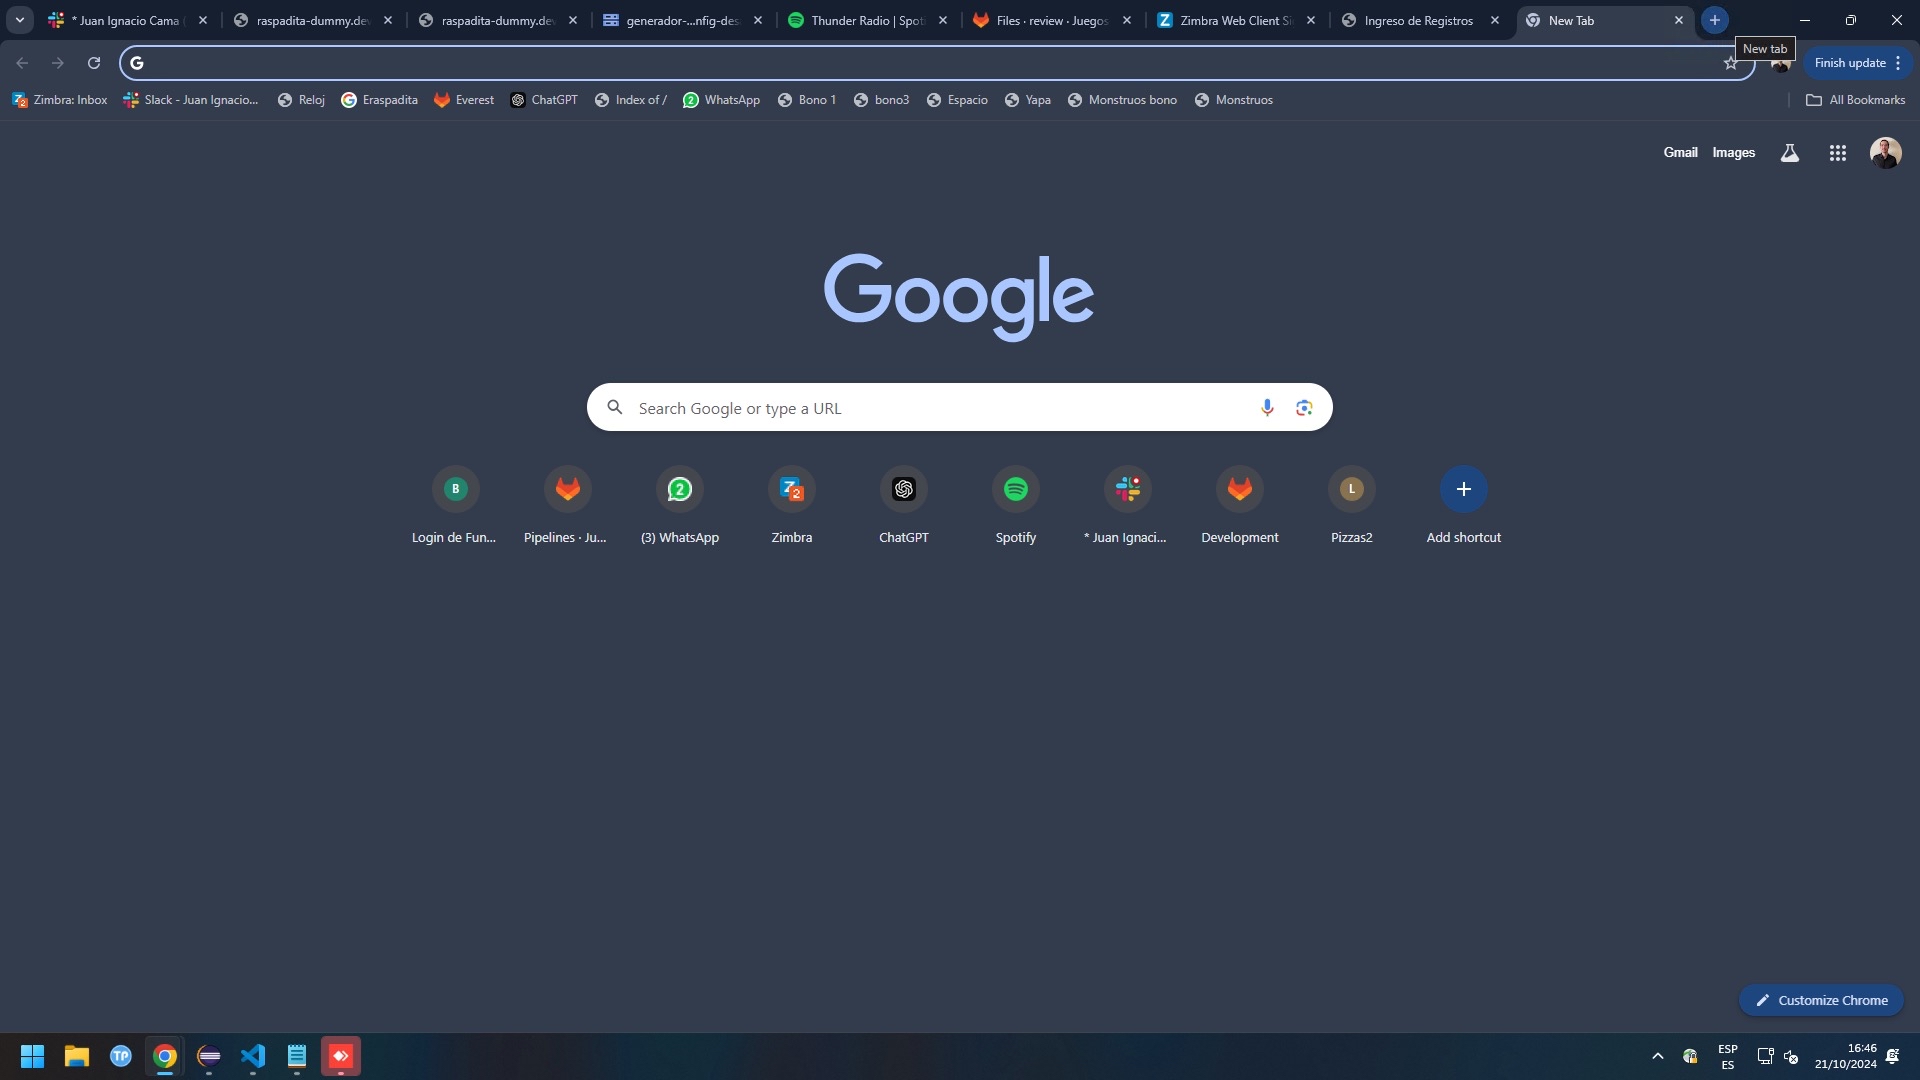 * Juan Ignacio Cama (
raspadita-dummy.dev
raspadita-dummy.dev
generador-...nfig-des
Thunder Radio | Spoti
Files · review · Juegos
Zimbra Web Client Si
Ingreso de Registros
New Tab
New tab
Finish update
Zimbra: Inbox
Slack - Juan Ignacio...
Reloj
Eraspadita
Everest
ChatGPT
Index of /
WhatsApp
Bono 1
bono3
Espacio
Yapa
Monstruos bono
Monstruos
All Bookmarks
Gmail
Images
Google
Search Google or type a URL
B
L
Login de Fun...
Pipelines · Ju...
(3) WhatsApp
Zimbra
ChatGPT
Spotify
* Juan Ignaci...
Development
Pizzas2
Add shortcut
Customize Chrome
ESP
ES
16:46
21/10/2024